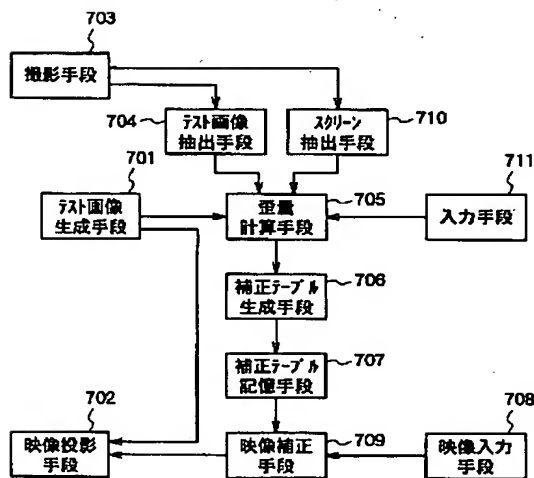 703
撮影手段
704
テスト画像
抽出手段
スクリーン
抽出手段
710
701
テスト画像
生成手段
歪量
計算手段
705
711
入力手段
補正テーブル
生成手段
706
補正テーブル
記憶手段
707
702
映像投影
手段
映像補正
手段
709
708
映像入力
手段